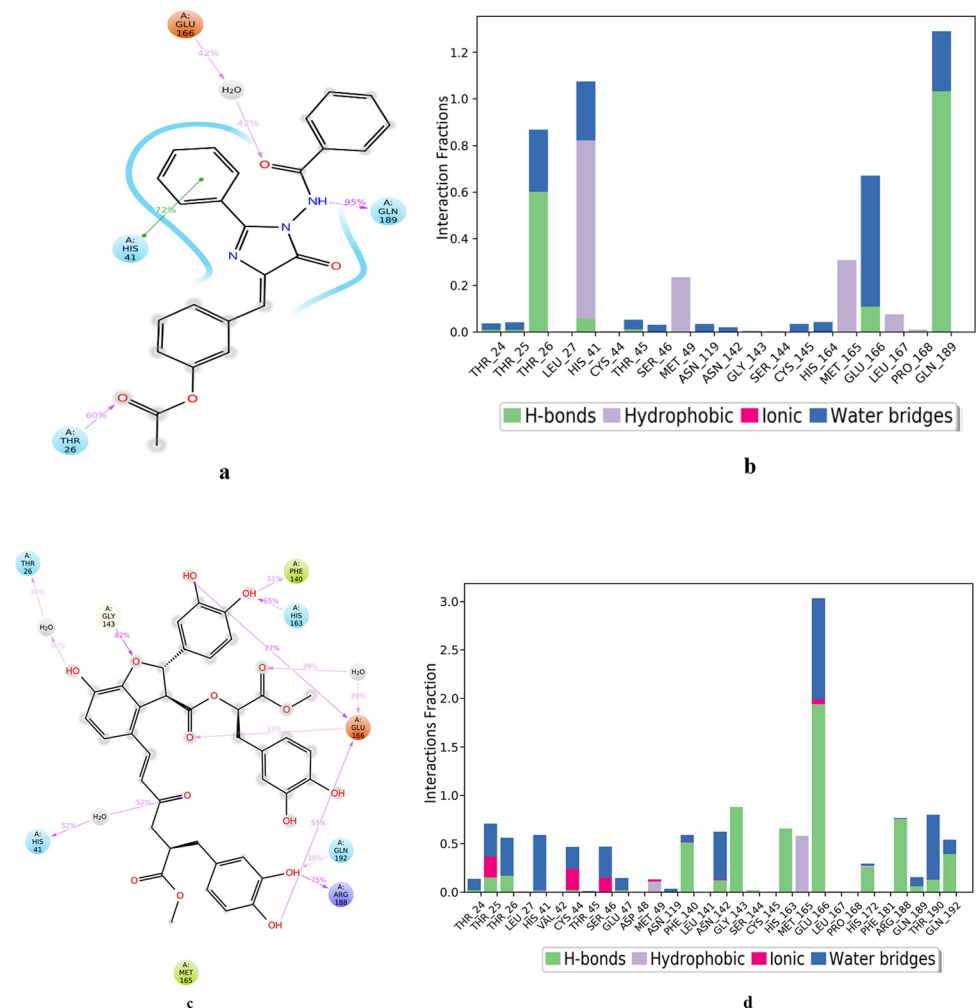 A:
GLU
166
42%
H₂O
42%
O
NH
95%
A:
GLN
189
72%
A:
HIS
41
N
N
O
O
O
60%
A:
THR
26
a
Interaction Fractions
1.2
1.0
0.8
0.6
0.4
0.2
0.0
THR_24
THR_25
THR_26
LEU_27
HIS_41
CYS_44
THR_45
SER_46
MET_49
ASN_119
ASN_142
GLY_143
SER_144
CYS_145
HIS_164
MET_165
GLU_166
LEU_167
PRO_168
GLN_189
H-bonds Hydrophobic Ionic Water bridges
b
A:
THR
26
H₂O
A:
GLY
143
82%
HO
O
HO
OH
51%
A:
PHE
140
65%
A:
HIS
163
77%
O
39%
H₂O
39%
O
O
O
A:
GLU
166
OH
OH
53%
52%
O
H₂O
52%
A:
HIS
41
O
O
OH
OH
38%
A:
GLN
192
75%
A:
ARG
188
A:
MET
165
c
Interactions Fraction
3.0
2.5
2.0
1.5
1.0
0.5
0.0
THR_24
THR_25
THR_26
LEU_27
HIS_41
VAL_42
CYS_44
THR_45
SER_46
GLU_47
ASP_48
MET_49
ASN_119
PHE_140
LEU_141
ASN_142
GLY_143
SER_144
CYS_145
HIS_163
MET_165
GLU_166
LEU_167
PRO_168
HIS_172
PHE_181
ARG_188
GLN_189
THR_190
GLN_192
H-bonds Hydrophobic Ionic Water bridges
d